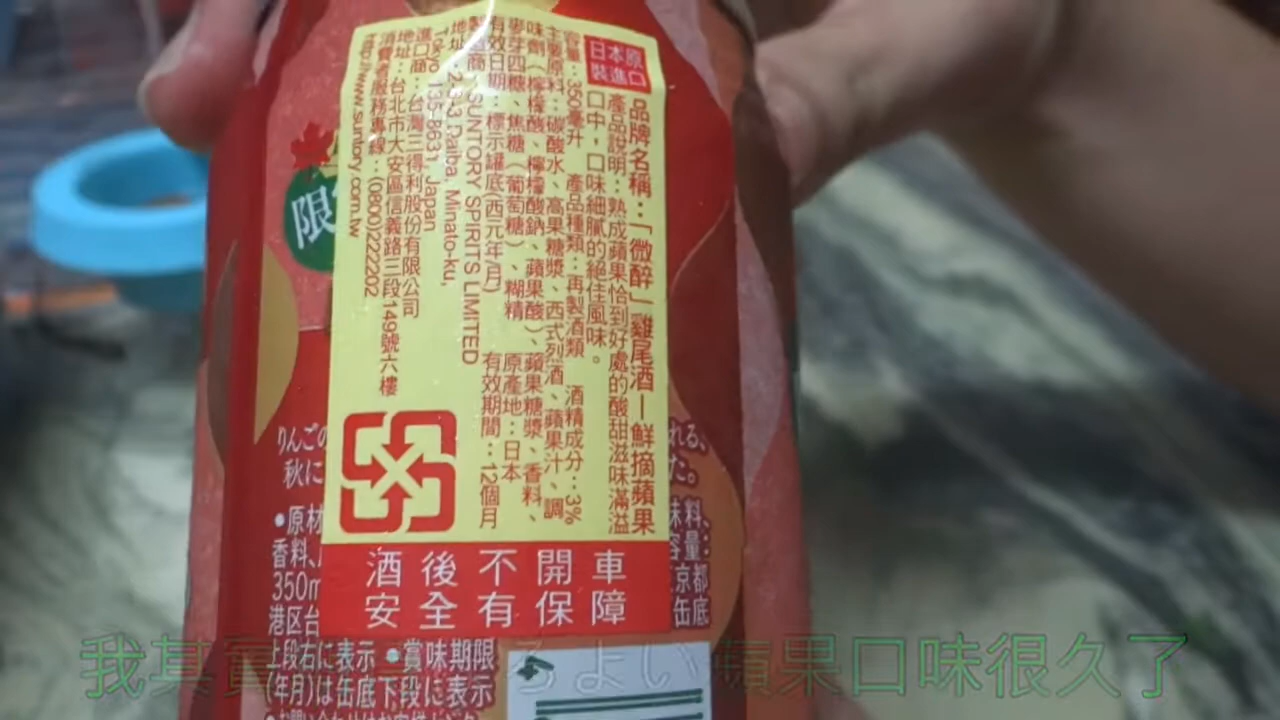 日本原
裝進口
品牌名稱：「微醉」雞尾酒—鮮摘蘋果
產品說明：熟成蘋果恰到好處的酸甜滋味滿溢
口中，口味細膩的絕佳風味。
容量：350毫升 產品種類：再製酒類 酒精成分：3%
主要原料：碳酸水、高果糖漿、西式烈酒、蘋果汁、調
味劑（檸檬酸、檸檬酸鈉、蘋果酸）、蘋果糖漿、香料、
麥芽四糖、焦糖（葡萄糖）、糊精 原產地：日本
有效日期：標示罐底(西元年/月) 有效期間：12個月
製造商：SUNTORY SPIRITS LIMITED
地址：2-3-3 Daiba, Minato-ku,
Tokyo 135-8631, Japan
進口商：台灣三得利股份有限公司
地址：台北市大安區信義路三段149號六樓
消費者服務專線：(0800)222202
http://www.suntory.com.tw
酒後不開車
安全有保障
限
りんごの
秋に
れる、
た。
●原材
香料、
350m
港区台
味料、
容量：
京都
缶底
上段右に表示 ●賞味期限
(年月)は缶底下段に表示
我其實 ろよい蘋果口味很久了